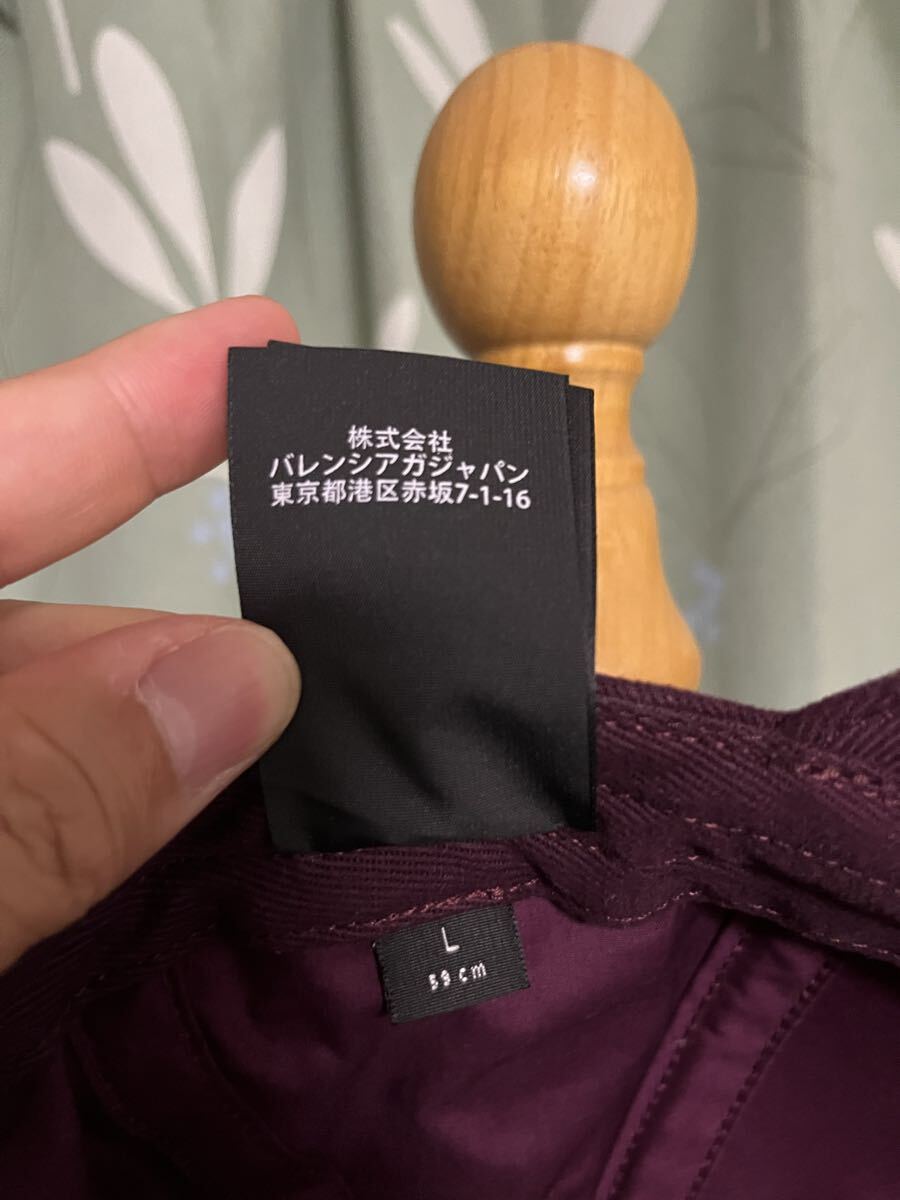 株式会社
バレンシアガジャパン
東京都港区赤坂7-1-16
L
59 cm